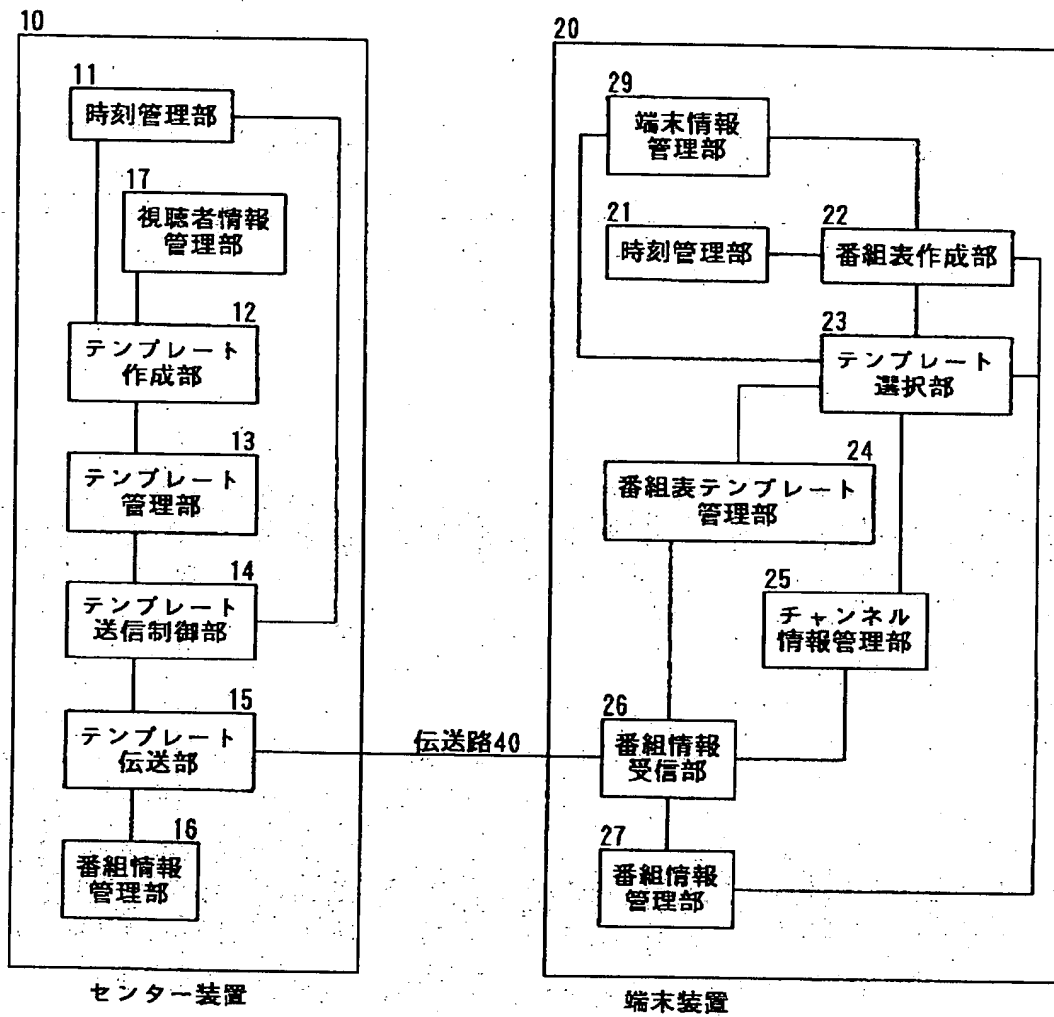 10
11
時刻管理部
17
視聴者情報
管理部
12
テンプレート
作成部
13
テンプレート
管理部
14
テンプレート
送信制御部
15
テンプレート
伝送部
16
番組情報
管理部
センター装置
伝送路40
20
29
端末情報
管理部
21
時刻管理部
22
番組表作成部
23
テンプレート
選択部
24
番組表テンプレート
管理部
25
チャンネル
情報管理部
26
番組情報
受信部
27
番組情報
管理部
端末装置